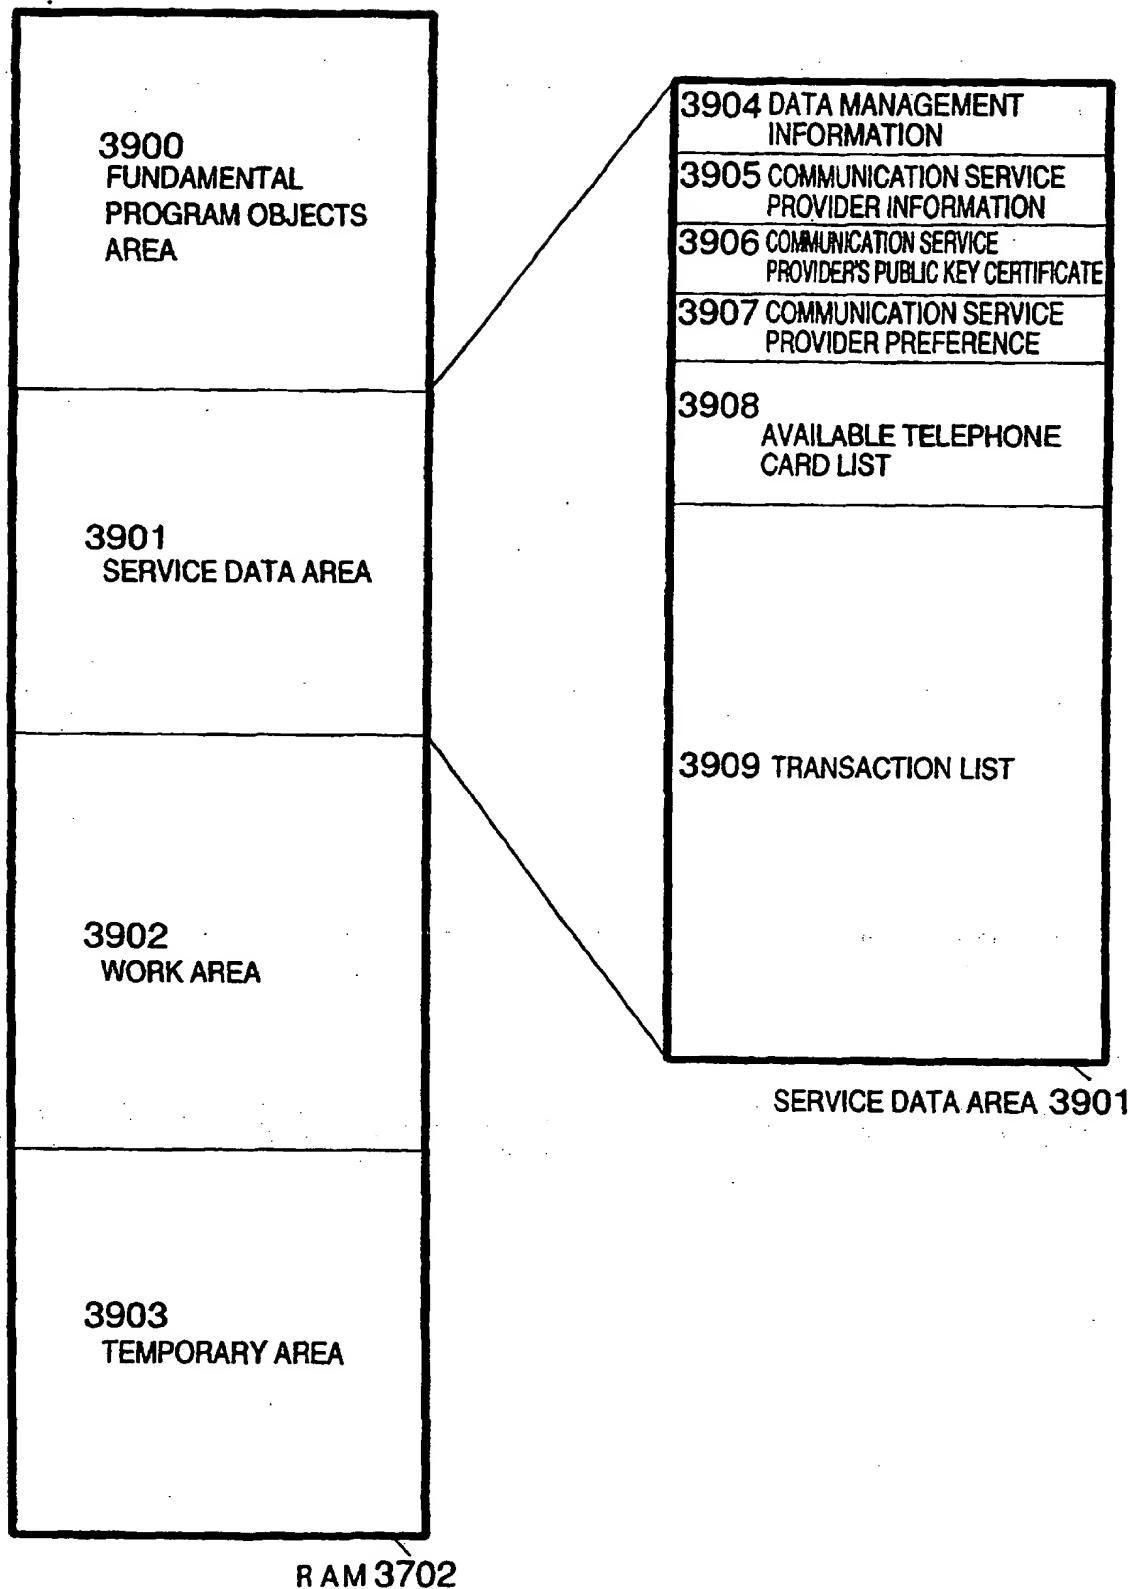 3900
FUNDAMENTAL
PROGRAM OBJECTS
AREA
3901
SERVICE DATA AREA
3902
WORK AREA
3903
TEMPORARY AREA
RAM 3702
3904 DATA MANAGEMENT
INFORMATION
3905 COMMUNICATION SERVICE
PROVIDER INFORMATION
3906 COMMUNICATION SERVICE
PROVIDER'S PUBLIC KEY CERTIFICATE
3907 COMMUNICATION SERVICE
PROVIDER PREFERENCE
3908
AVAILABLE TELEPHONE
CARD LIST
3909 TRANSACTION LIST
SERVICE DATA AREA 3901